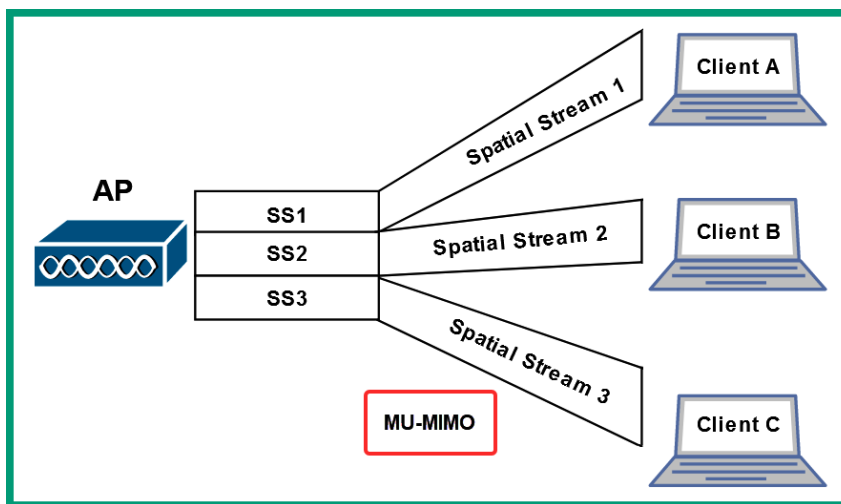 Client A
Spatial Stream 1
AP
SS1
SS2
SS3
Spatial Stream 2
Client B
Spatial Stream 3
MU-MIMO
Client C